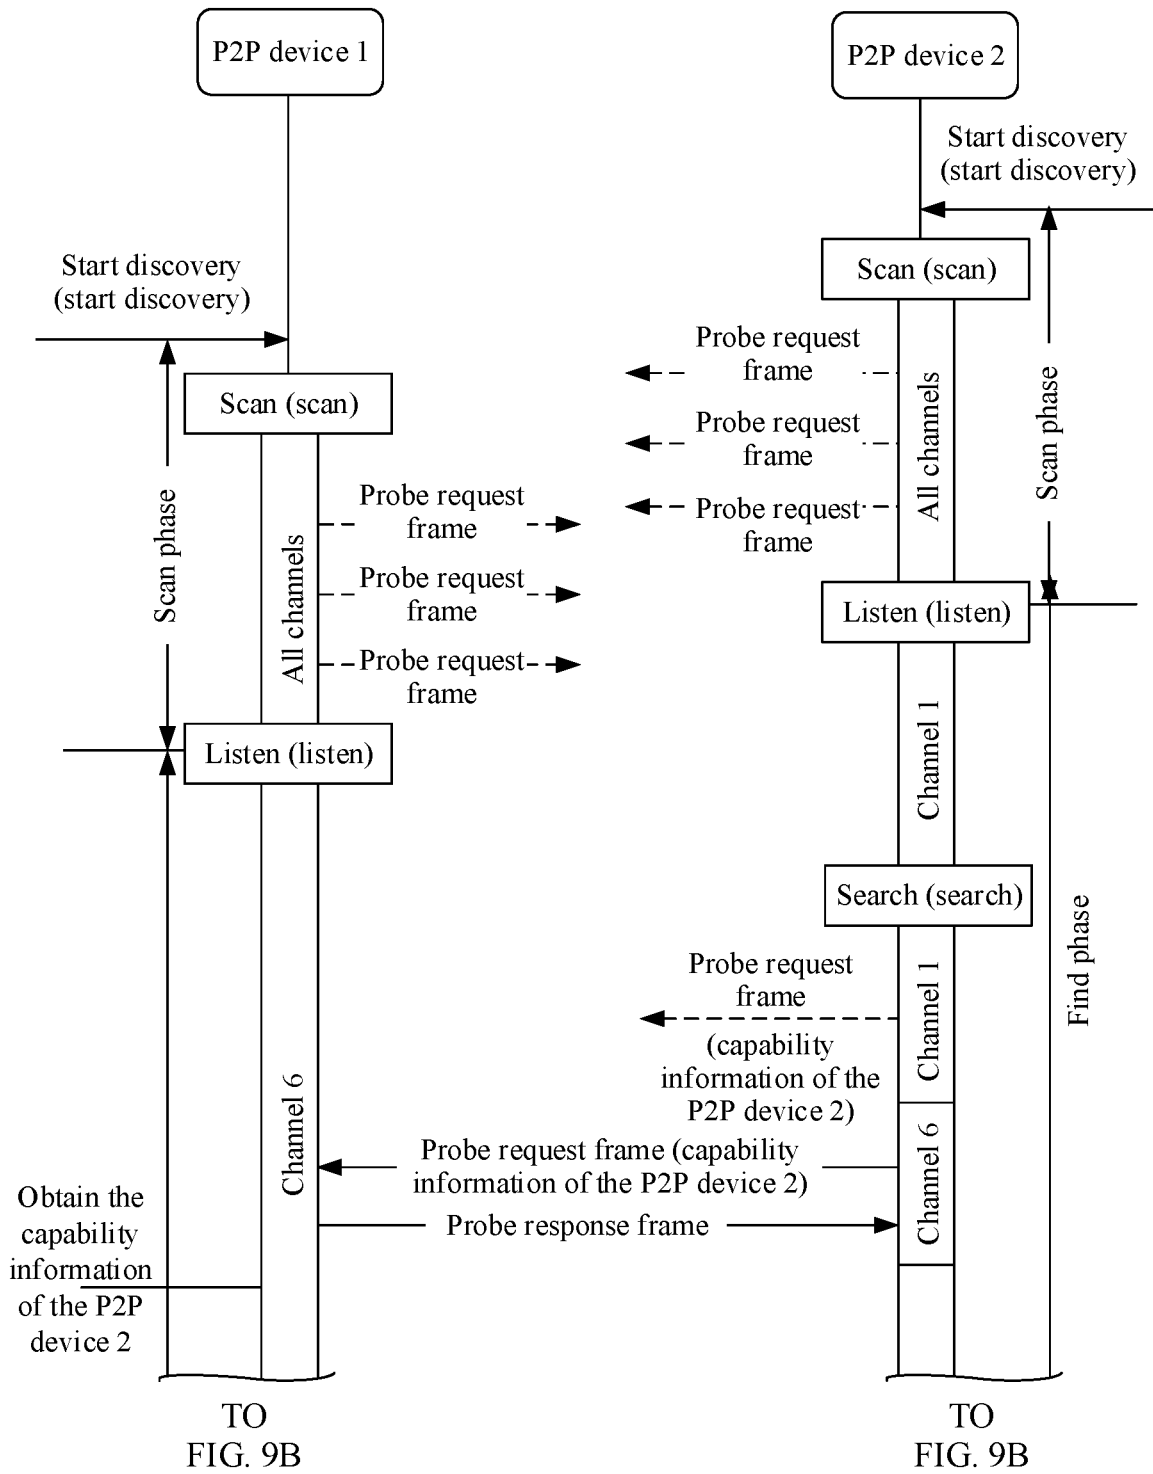 P2P device 1
P2P device 2
Start discovery
(start discovery)
Scan (scan)
Start discovery
(start discovery)
Probe request
frame
Probe request
frame
Probe request
frame
All channels
Scan phase
Scan (scan)
Probe request
frame
Probe request
frame
Probe request
frame
All channels
Scan phase
Listen (listen)
Channel 1
Listen (listen)
Search (search)
Probe request
frame
(capability
information of the
P2P device 2)
Channel 1
Find phase
Channel 6
Probe request frame (capability
information of the P2P device 2)
Probe response frame
Channel 6
Obtain the
capability
information
of the P2P
device 2
TO
FIG. 9B
TO
FIG. 9B